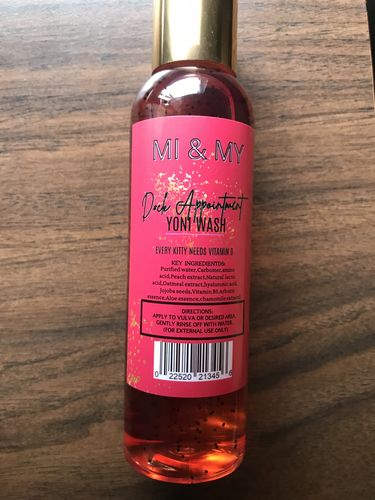 MI & MY
Dock Appointment
YONI WASH
EVERY KITTY NEEDS VITAMIN D
KEY INGREDIENTDS:
Purified water,Carbomer,amino
acid,Peach extract,Natural lactic
acid,Oatmeal extract,hyaluronic acid,
Jojoba seeds,Vitamin B5,Arbutin
essence,Aloe essence,chamomile extract
DIRECTIONS:
APPLY TO VULVA OR DESIRED AREA,
GENTLY RINSE OFF WITH WATER.
(FOR EXTERNAL USE ONLY)
0 22520 21345 6